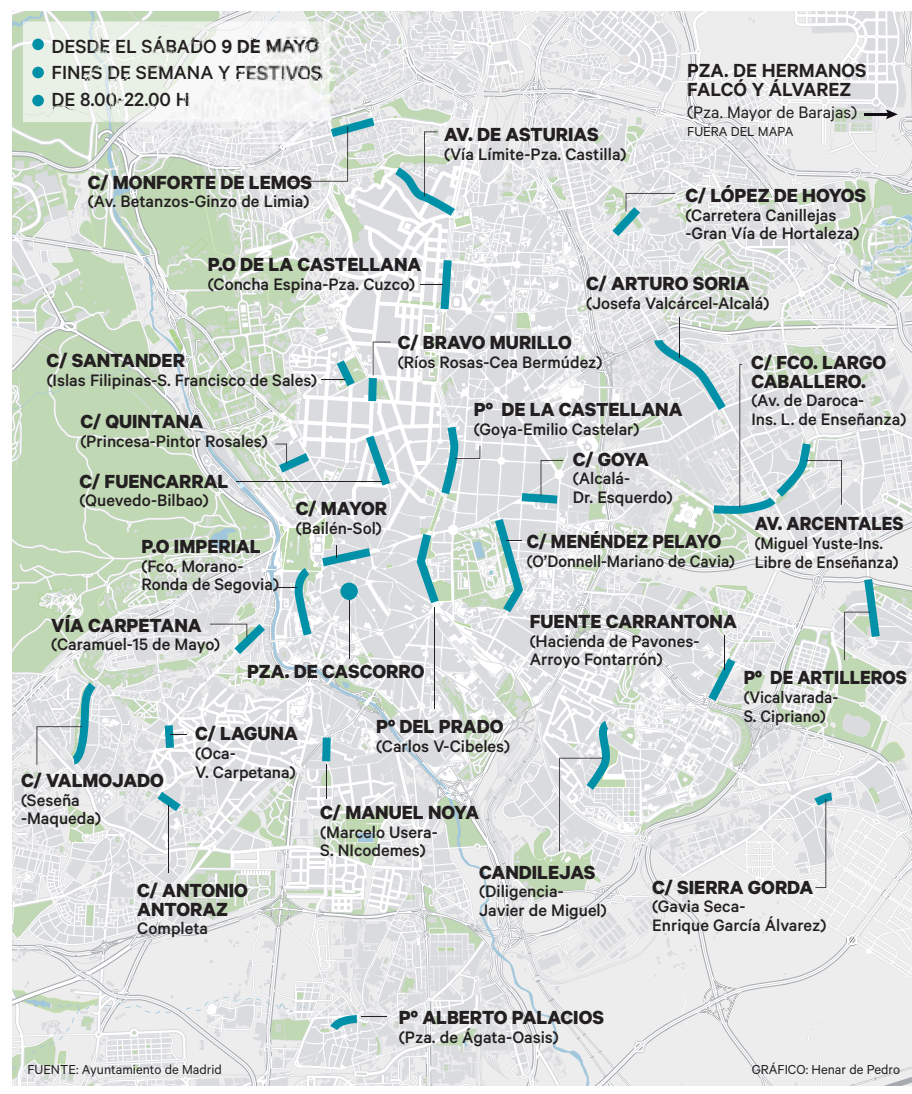 DESDE EL SÁBADO 9 DE MAYO
FINES DE SEMANA Y FESTIVOS
DE 8.00-22.00 H
PZA. DE HERMANOS
FALCÓ Y ÁLVAREZ
(Pza. Mayor de Barajas)
FUERA DEL MAPA
AV. DE ASTURIAS
(Vía Límite-Pza. Castilla)
C/ MONFORTE DE LEMOS
(Av. Betanzos-Ginzo de Limia)
C/ LÓPEZ DE HOYOS
(Carretera Canillejas
-Gran Vía de Hortaleza)
P.O DE LA CASTELLANA
(Concha Espina-Pza. Cuzco)
C/ ARTURO SORIA
(Josefa Valcárcel-Alcalá)
C/ BRAVO MURILLO
(Ríos Rosas-Cea Bermúdez)
C/ SANTANDER
(Islas Filipinas-S. Francisco de Sales)
C/ FCO. LARGO
CABALLERO.
(Av. de Daroca-
Ins. L. de Enseñanza)
C/ QUINTANA
(Princesa-Pintor Rosales)
Pº DE LA CASTELLANA
(Goya-Emilio Castelar)
C/ FUENCARRAL
(Quevedo-Bilbao)
C/ GOYA
(Alcalá-
Dr. Esquerdo)
C/ MAYOR
(Bailén-Sol)
AV. ARCENTALES
(Miguel Yuste-Ins.
Libre de Enseñanza)
P.O IMPERIAL
(Fco. Morano-
Ronda de Segovia)
C/ MENÉNDEZ PELAYO
(O'Donnell-Mariano de Cavia)
VÍA CARPETANA
(Caramuel-15 de Mayo)
FUENTE CARRANTONA
(Hacienda de Pavones-
Arroyo Fontarrón)
PZA. DE CASCORRO
Pº DE ARTILLEROS
(Vicalvarada-
S. Cipriano)
Pº DEL PRADO
(Carlos V-Cibeles)
C/ LAGUNA
(Oca-
V. Carpetana)
C/ VALMOJADO
(Seseña
-Maqueda)
C/ MANUEL NOYA
(Marcelo Usera-
S. NIcodemes)
CANDILEJAS
(Diligencia-
Javier de Miguel)
C/ SIERRA GORDA
(Gavia Seca-
Enrique García Álvarez)
C/ ANTONIO
ANTORAZ
Completa
Pº ALBERTO PALACIOS
(Pza. de Ágata-Oasis)
FUENTE: Ayuntamiento de Madrid
GRÁFICO: Henar de Pedro